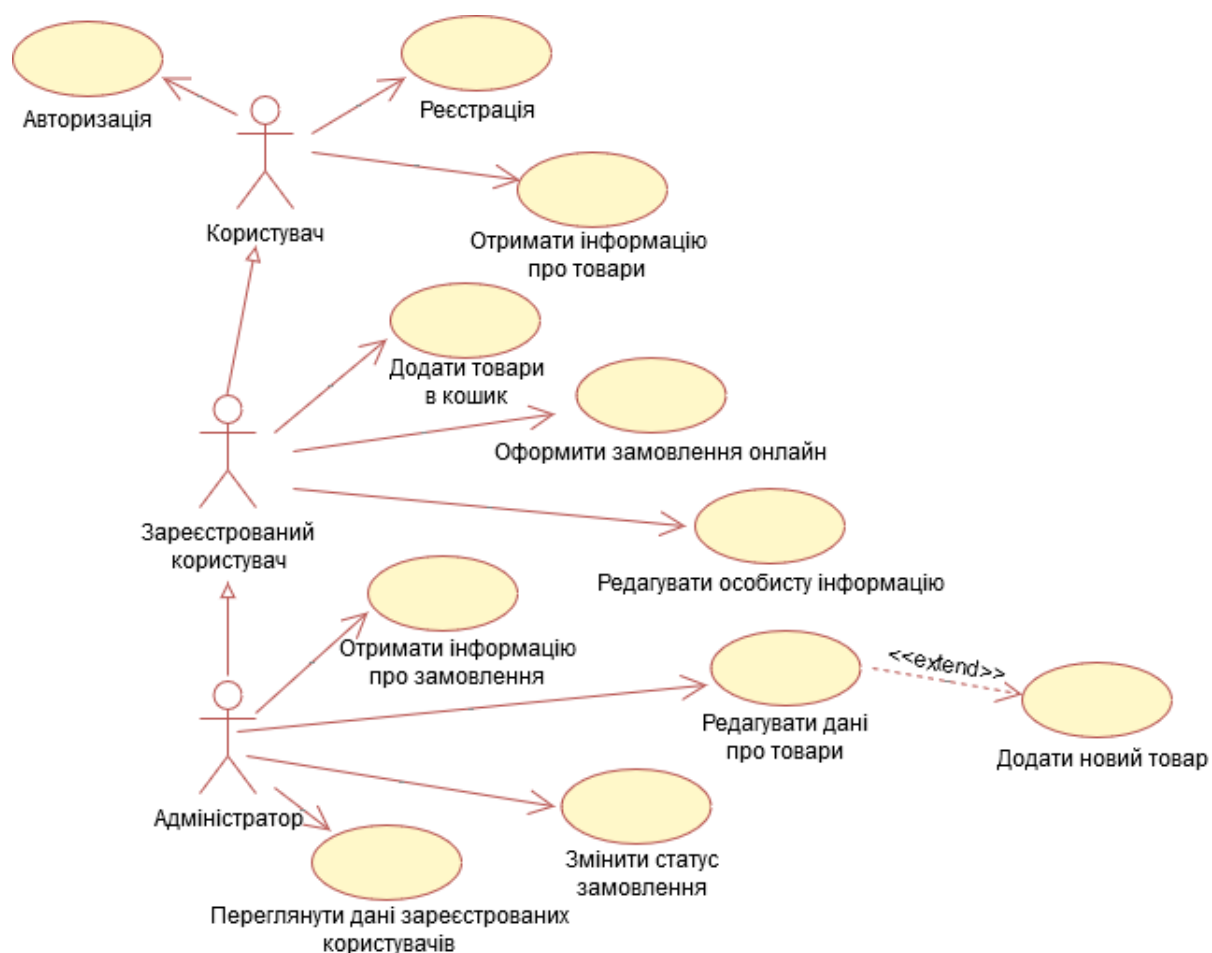 Реєстрація
Авторизація
Користувач
Отримати інформацію
про товари
Додати товари
в кошик
Оформити замовлення онлайн
Зареєстрований
користувач
Редагувати особисту інформацію
Отримати інформацію
про замовлення
<<extend>>
Редагувати дані
про товари
Додати новий товар
Адміністратор
Змінити статус
замовлення
Переглянути дані зареєстрованих
користувачів